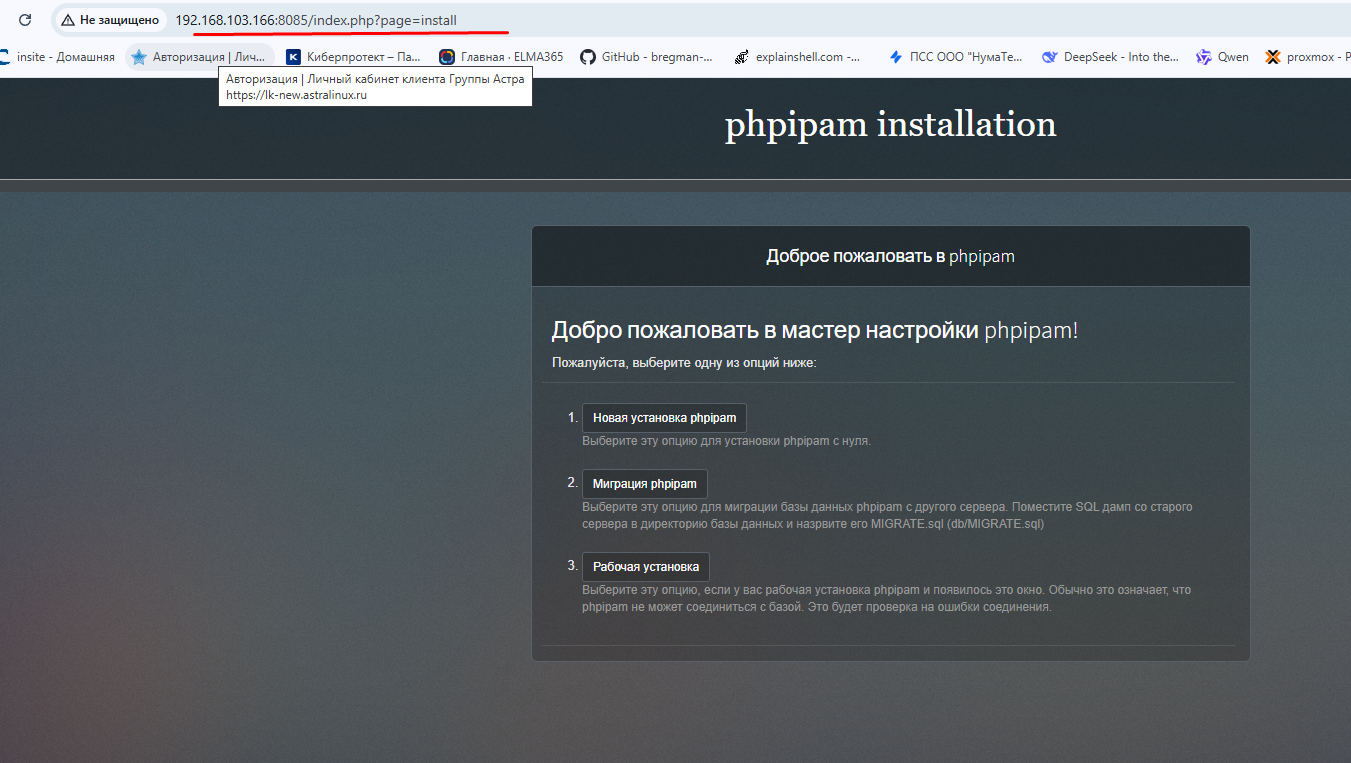 Не защищено 192.168.103.166:8085/index.php?page=install
insite - Домашняя Авторизация | Лич... Киберпротект – Па... Главная · ELMA365 GitHub - bregman-... explainshell.com -... ПСС ООО "НумаТе... DeepSeek - Into the... Qwen proxmox - P
Авторизация | Личный кабинет клиента Группы Астра
https://lk-new.astralinux.ru
phpipam installation
Доброе пожаловать в phpipam
Добро пожаловать в мастер настройки phpipam!
Пожалуйста, выберите одну из опций ниже:
1. Новая установка phpipam
Выберите эту опцию для установки phpipam с нуля.
2. Миграция phpipam
Выберите эту опцию для миграции базы данных phpipam с другого сервера. Поместите SQL дамп со старого
сервера в директорию базы данных и назрвите его MIGRATE.sql (db/MIGRATE.sql)
3. Рабочая установка
Выберите эту опцию, если у вас рабочая установка phpipam и появилось это окно. Обычно это означает, что
phpipam не может соединиться с базой. Это будет проверка на ошибки соединения.